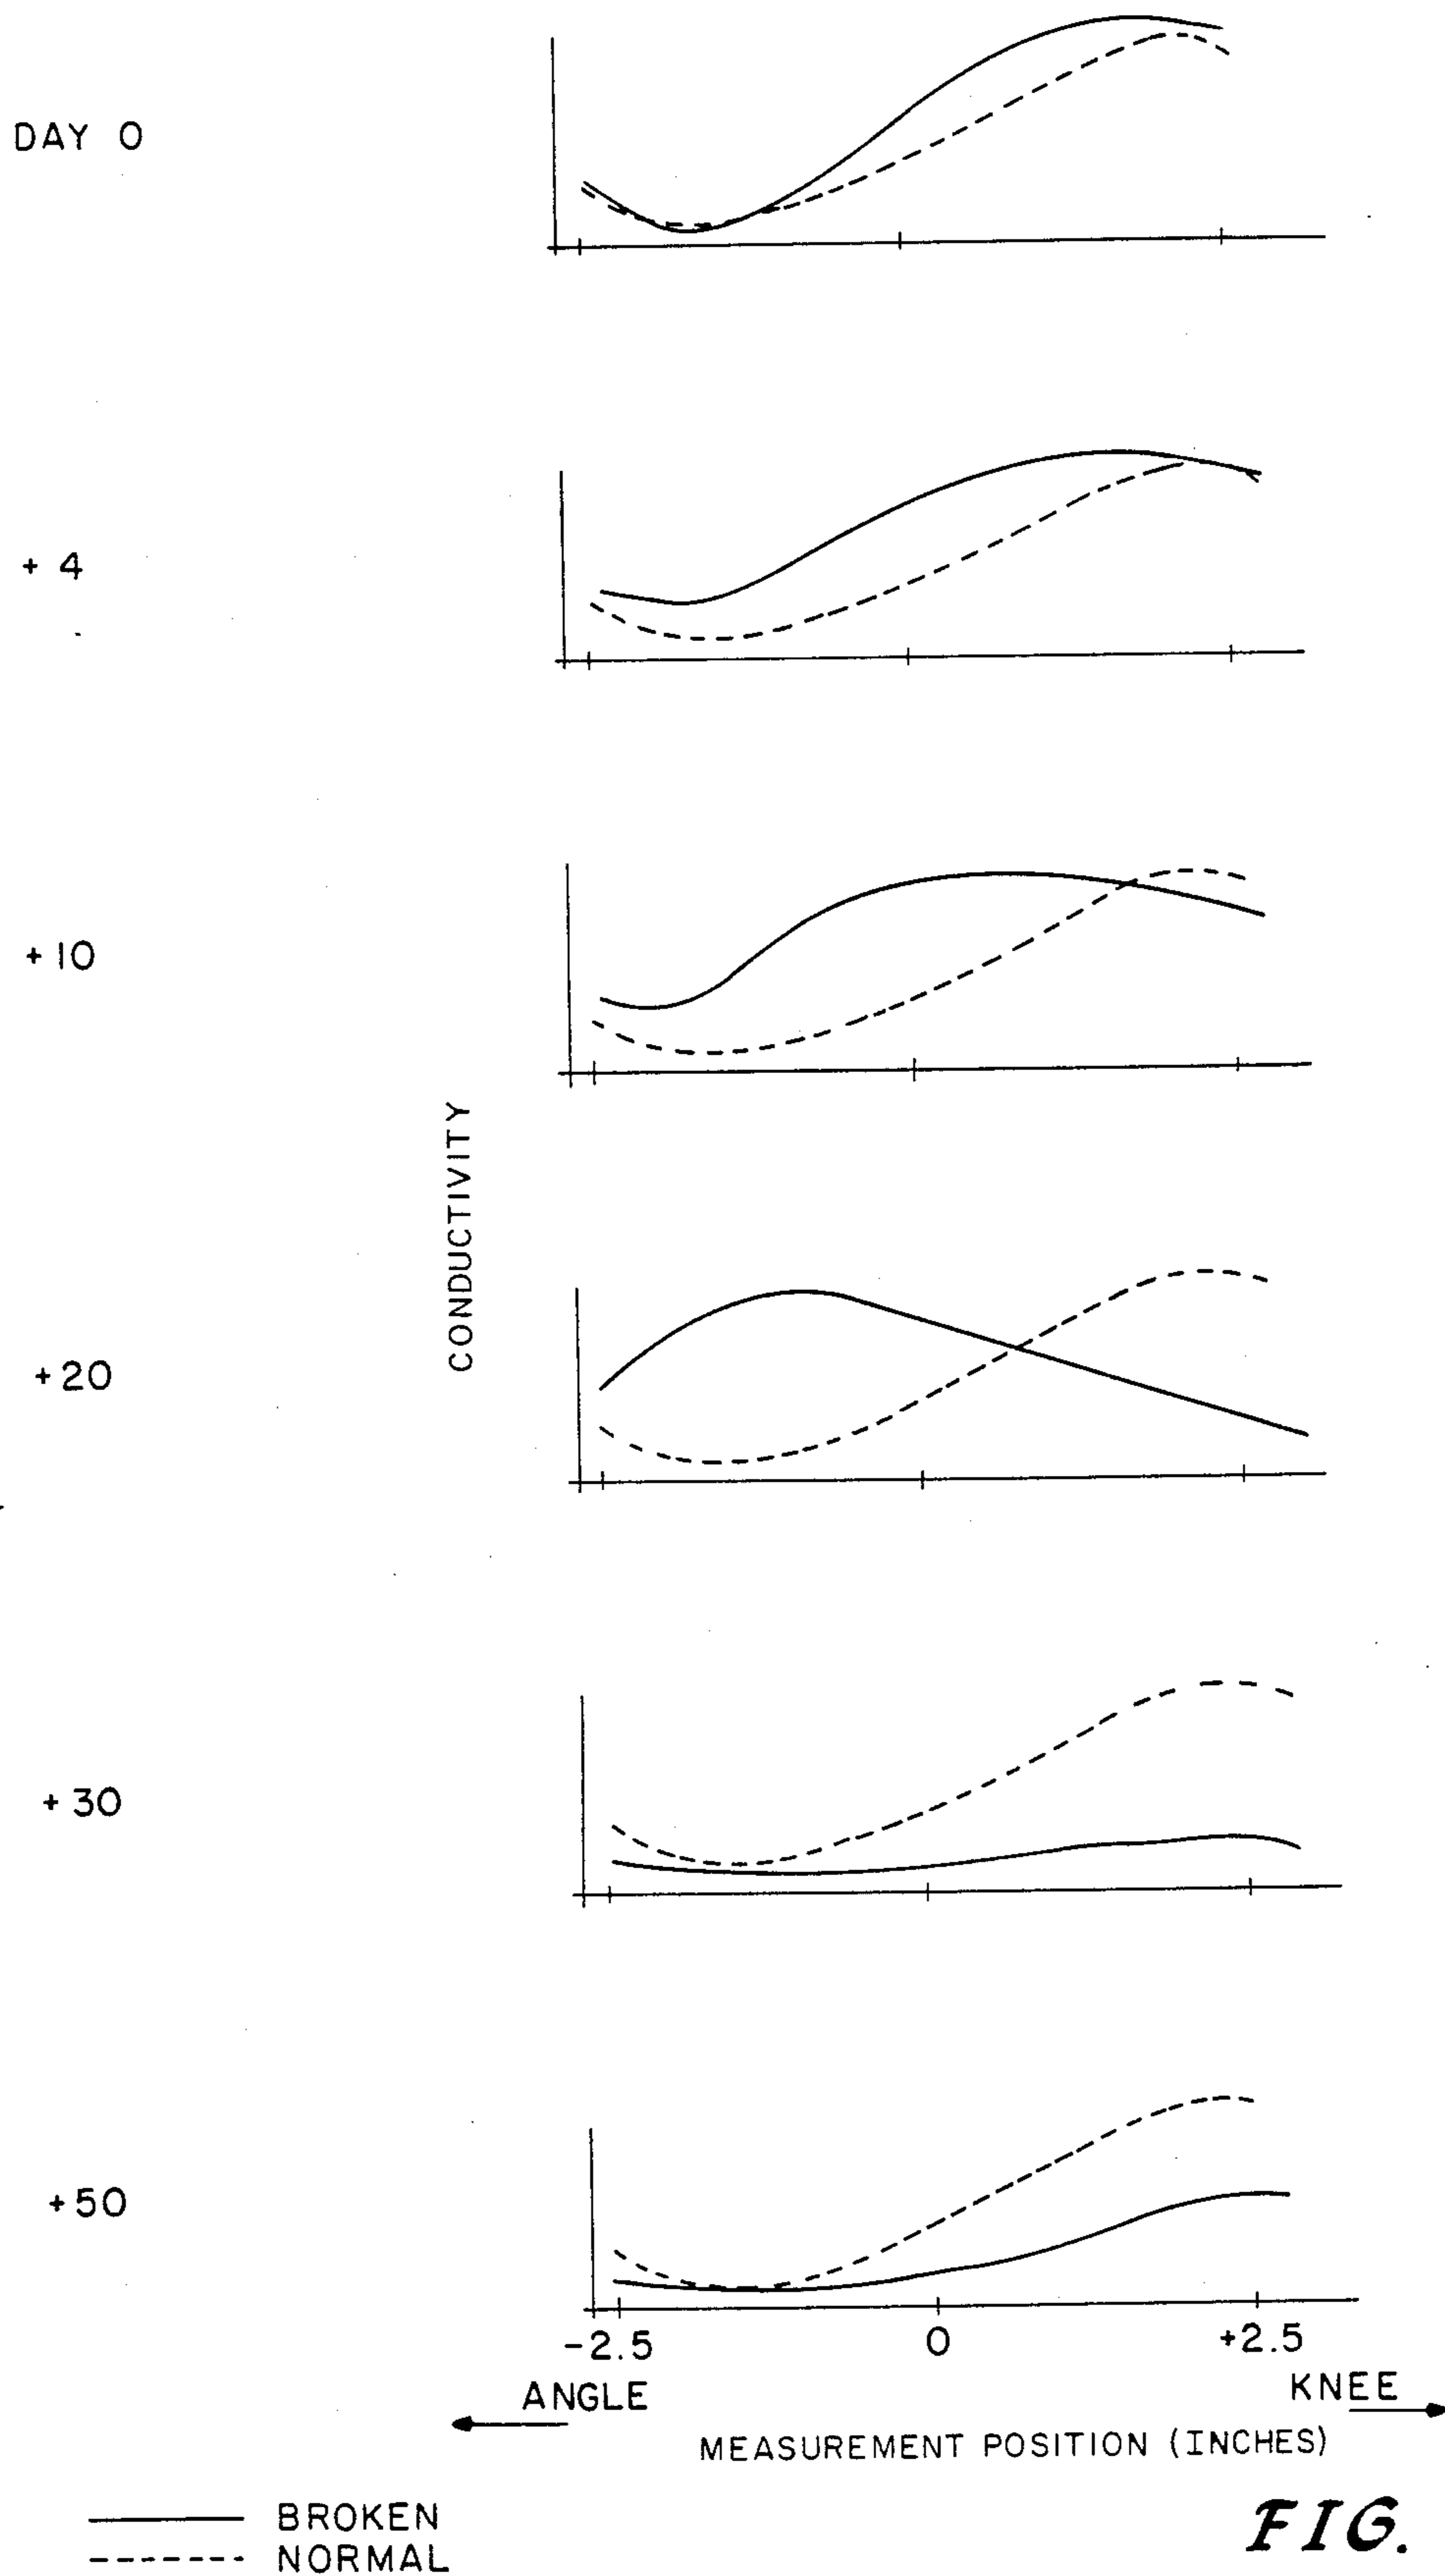 DAY 0
+ 4
+ 10
CONDUCTIVITY
+ 20
+ 30
+ 50
-2.5 0 +2.5
ANGLE KNEE
MEASUREMENT POSITION (INCHES)
BROKEN
NORMAL
FIG.